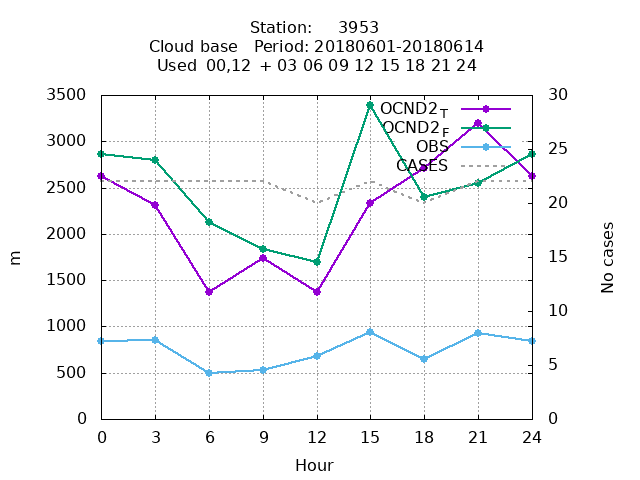 Station: 3953
Cloud base Period: 20180601-20180614
Used 00,12 + 03 06 09 12 15 18 21 24
3500 30
OCND2 T
OCND2 F
OBS
CASES
3000 25
2500
2000 20
1500 15
1000 10
500 5
0 0
m
No cases
0 3 6 9 12 15 18 21 24
Hour